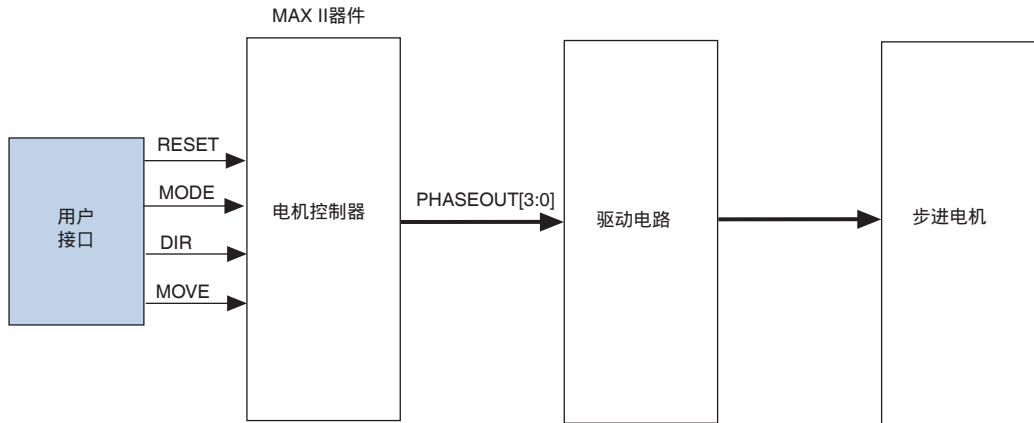 MAX II器件
RESET
MODE
DIR
MOVE
用户
接口
电机控制器
PHASEOUT[3:0]
驱动电路
步进电机